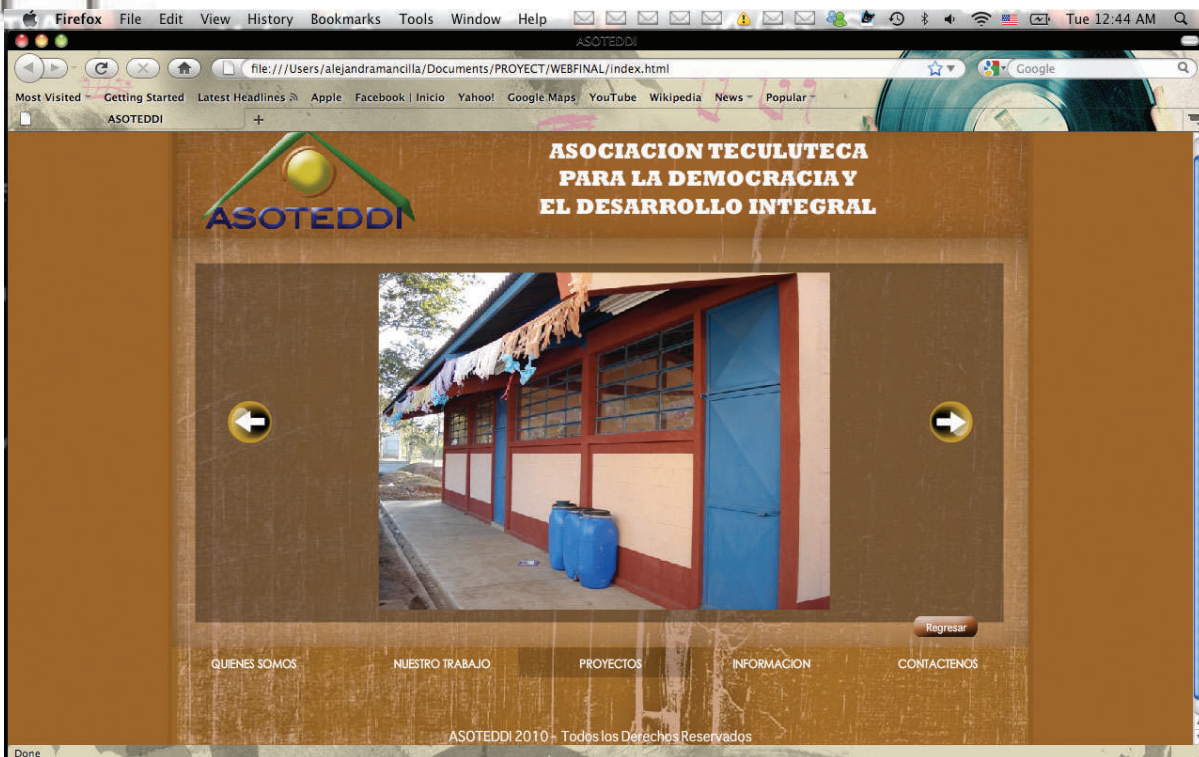 Firefox File Edit View History Bookmarks Tools Window Help Tue 12:44 AM
ASOTEDDI
file:///Users/alejandramancilla/Documents/PROYECT/WEBFINAL/index.html Google
Most Visited Getting Started Latest Headlines Apple Facebook | Inicio Yahoo! Google Maps YouTube Wikipedia News Popular
ASOTEDDI +
ASOTEDDI
ASOCIACION TECULUTECA
PARA LA DEMOCRACIA Y
EL DESARROLLO INTEGRAL
Regresar
QUIENES SOMOS NUESTRO TRABAJO PROYECTOS INFORMACION CONTACTENOS
ASOTEDDI 2010 - Todos los Derechos Reservados
Done